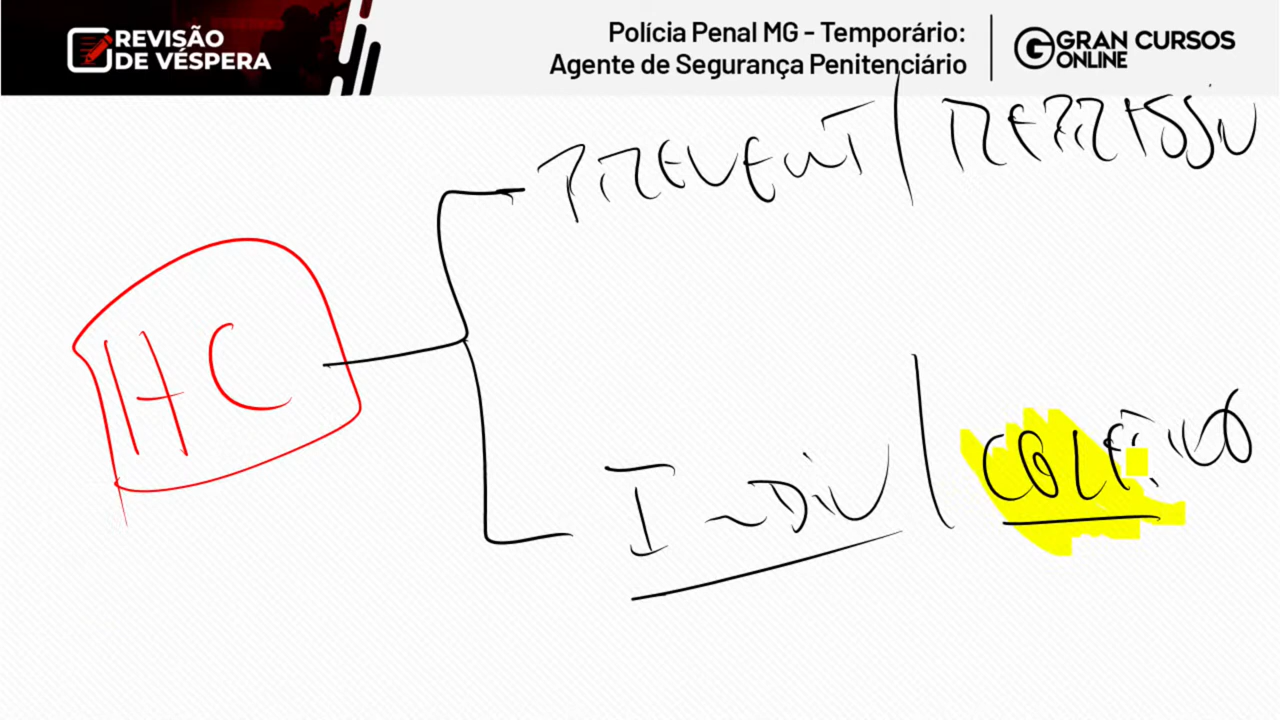 REVISÃO
DE VÉSPERA
Polícia Penal MG - Temporário:
Agente de Segurança Penitenciário
GRAN CURSOS
ONLINE
PREVENT / REPRESSIV
HC
INDIV / COLETIVO